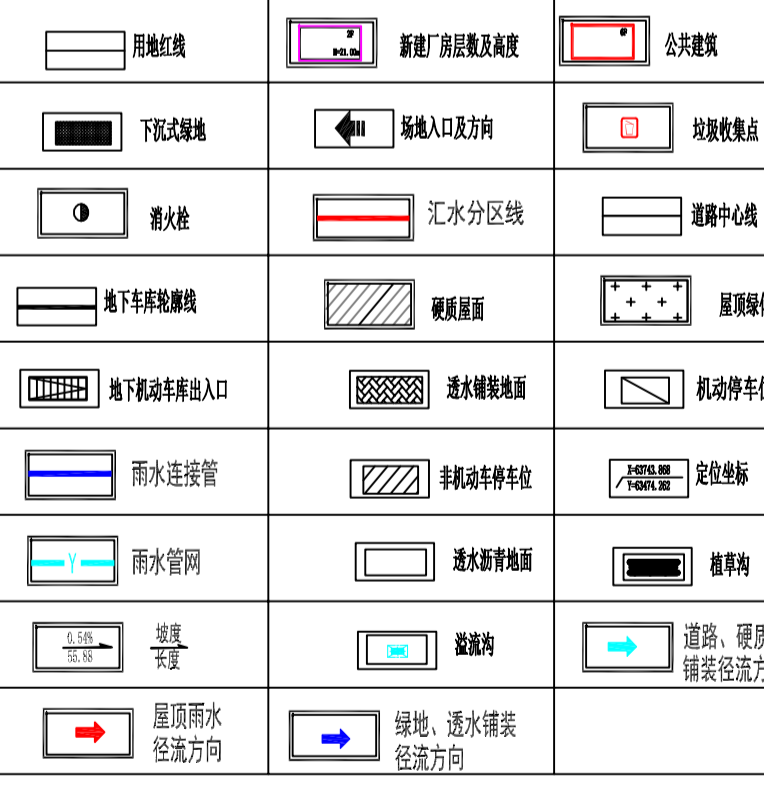 用地红线
2F
H=21.00m
新建厂房层数及高度
6F
公共建筑
下沉式绿地
场地入口及方向
垃圾收集点
消火栓
汇水分区线
道路中心线
地下车库轮廓线
硬质屋面
屋顶绿
地下机动车库出入口
透水铺装地面
机动停车
雨水连接管
非机动车停车位
X=63743.868
Y=63474.262
定位坐标
Y
雨水管网
透水沥青地面
植草沟
0.54%
55.88
坡度
长度
溢流沟
道路、硬质
铺装径流方
屋顶雨水
径流方向
绿地、透水铺装
径流方向